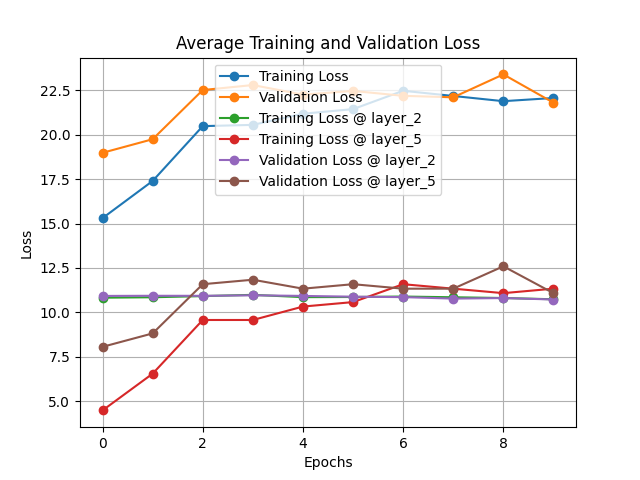 Average Training and Validation Loss
Training Loss
Validation Loss
Training Loss @ layer_2
Training Loss @ layer_5
Validation Loss @ layer_2
Validation Loss @ layer_5
Loss
22.5
20.0
17.5
15.0
12.5
10.0
7.5
5.0
0 2 4 6 8
Epochs